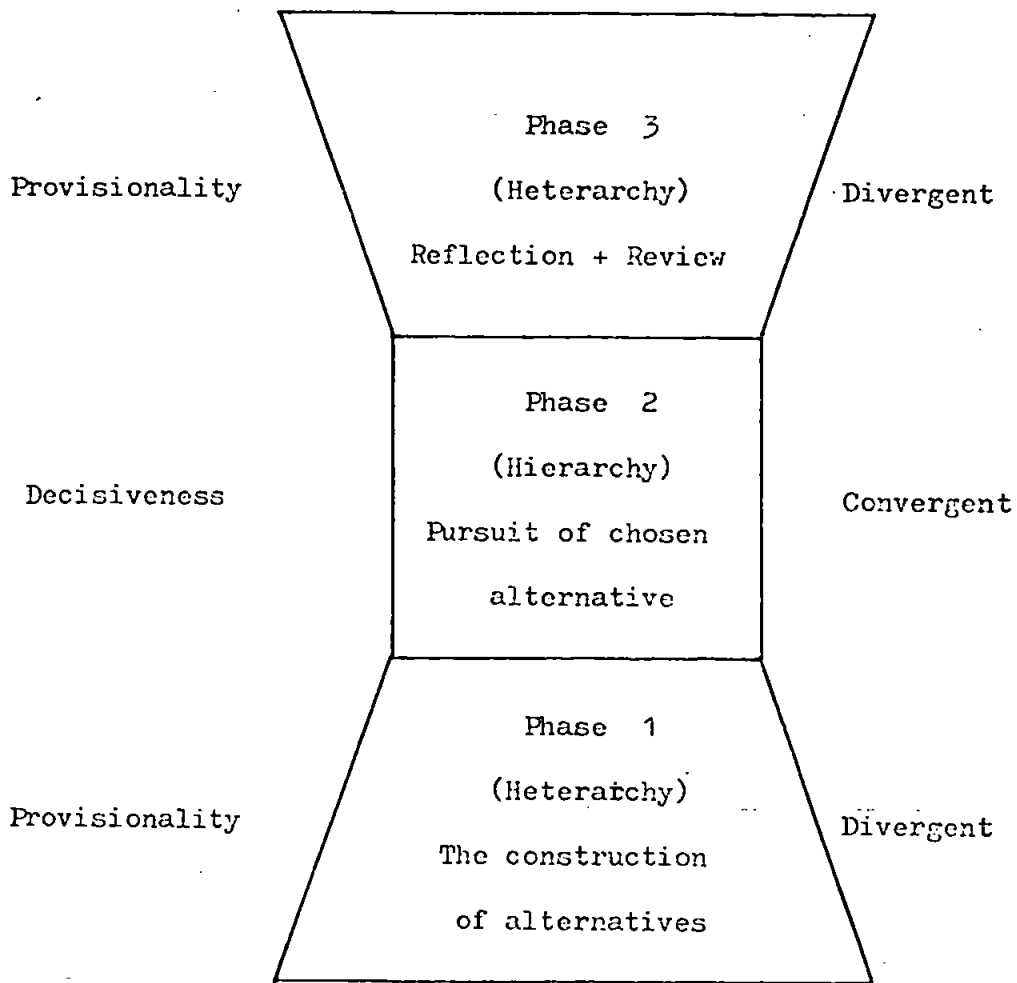 Phase 3
Provisionality
(Heterarchy)
Divergent
Reflection + Review
Phase 2
(Hierarchy)
Decisiveness
Convergent
Pursuit of chosen
alternative
Phase 1
(Heterarchy)
Provisionality
Divergent
The construction
of alternatives